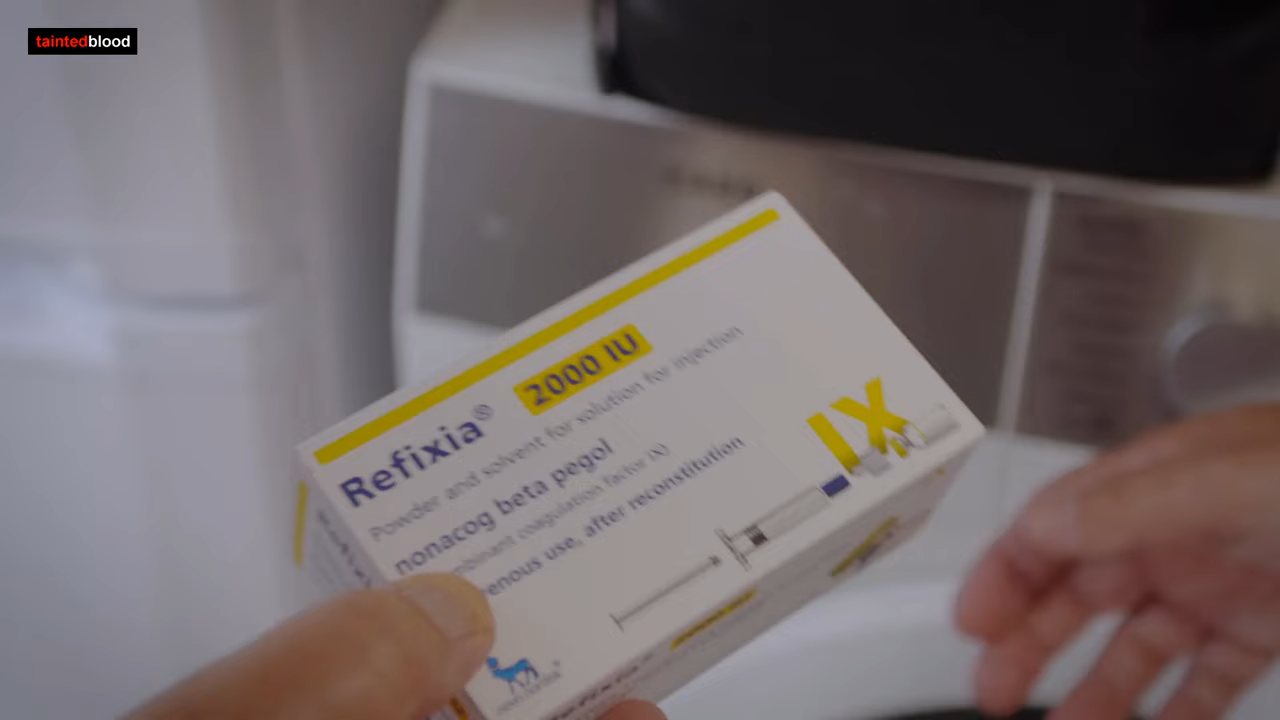 taintedblood
Refixia® 2000 IU
Powder and solvent for solution for injection
nonacog beta pegol
coagulation factor IX)
venous use, after reconstitution
IX